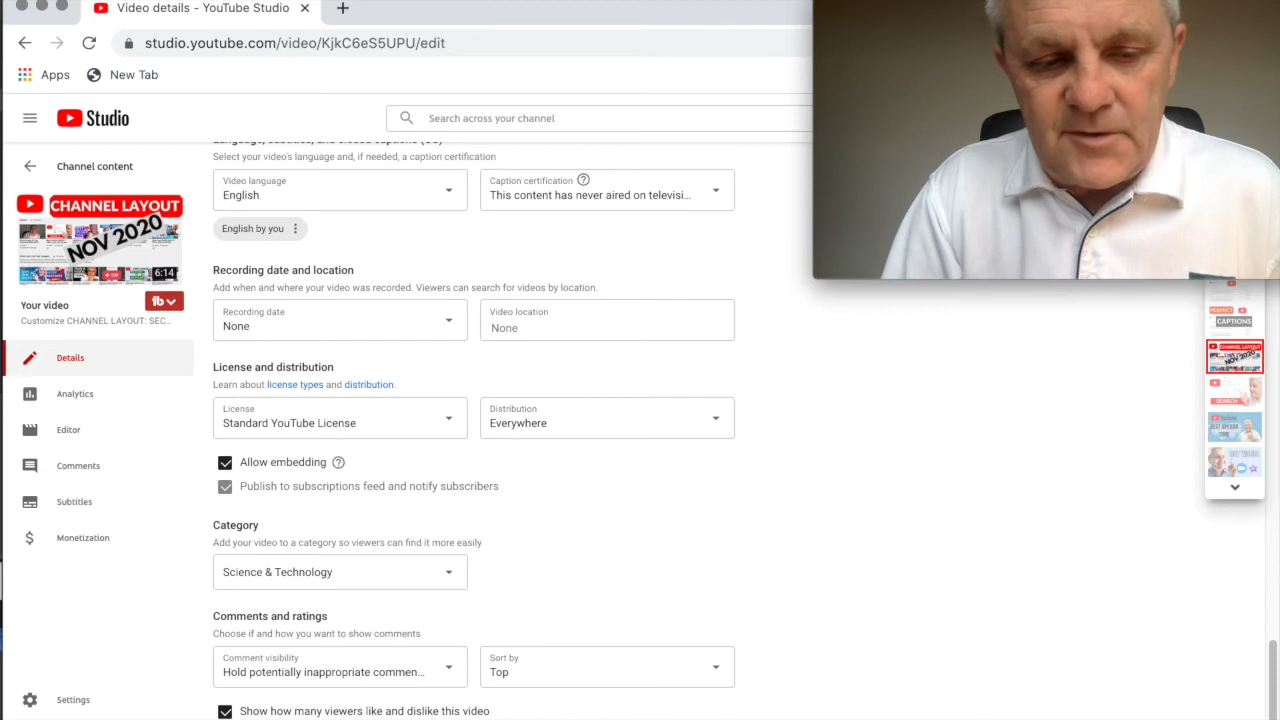 Video details - YouTube Studio
studio.youtube.com/video/KjkC6eS5UPU/edit
Apps
New Tab
Studio
Search across your channel
Channel content
CHANNEL LAYOUT
NOV 2020
6:14
Your video
tb
Customize CHANNEL LAYOUT: SEC...
Details
Analytics
Editor
Comments
Subtitles
Monetization
Settings
Select your video's language and, if needed, a caption certification
Video language
English
Caption certification
This content has never aired on televisi...
English by you
Recording date and location
Add when and where your video was recorded. Viewers can search for videos by location.
Recording date
None
Video location
None
License and distribution
Learn about license types and distribution.
License
Standard YouTube License
Distribution
Everywhere
Allow embedding
Publish to subscriptions feed and notify subscribers
Category
Add your video to a category so viewers can find it more easily
Science & Technology
Comments and ratings
Choose if and how you want to show comments
Comment visibility
Hold potentially inappropriate commen...
Sort by
Top
Show how many viewers like and dislike this video
PERFECT
CAPTIONS
CHANNEL LAYOUT
NOV 2020
SEARCH